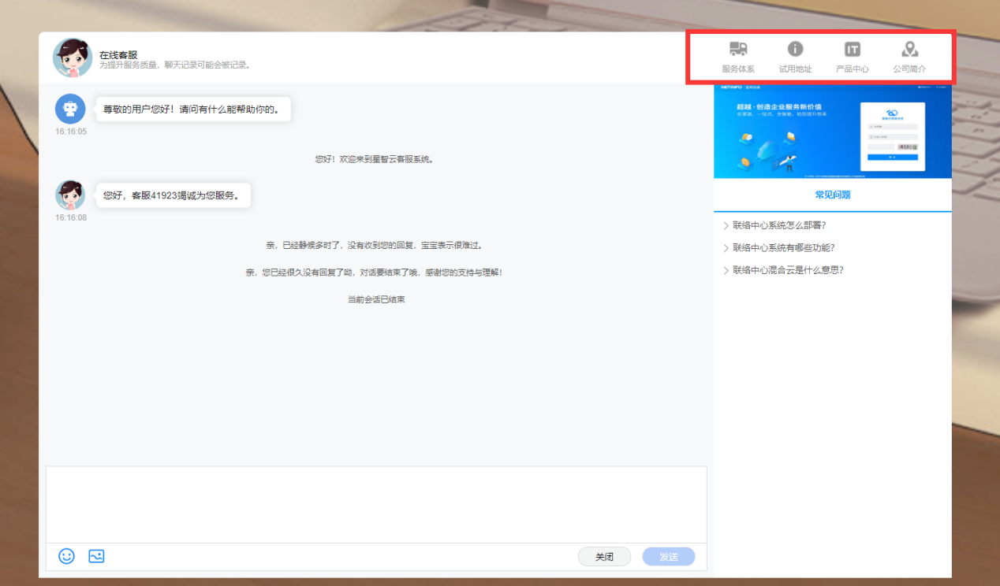 在线客服
为提升服务质量，聊天记录可能会被记录。
服务体系
试用地址
产品中心
公司简介
尊敬的用户您好！请问有什么能帮助你的。
16:16:05
您好！欢迎来到星智云客服系统。
您好，客服41923竭诚为您服务。
16:16:08
亲，已经静候多时了，没有收到您的回复，宝宝表示很难过。
亲，您已经很久没有回复了呦，对话要结束了哦，感谢您的支持与理解！
当前会话已结束
关闭
发送
超越·创造企业服务新价值
常见问题
联络中心系统怎么部署?
联络中心系统有哪些功能?
联络中心混合云是什么意思?